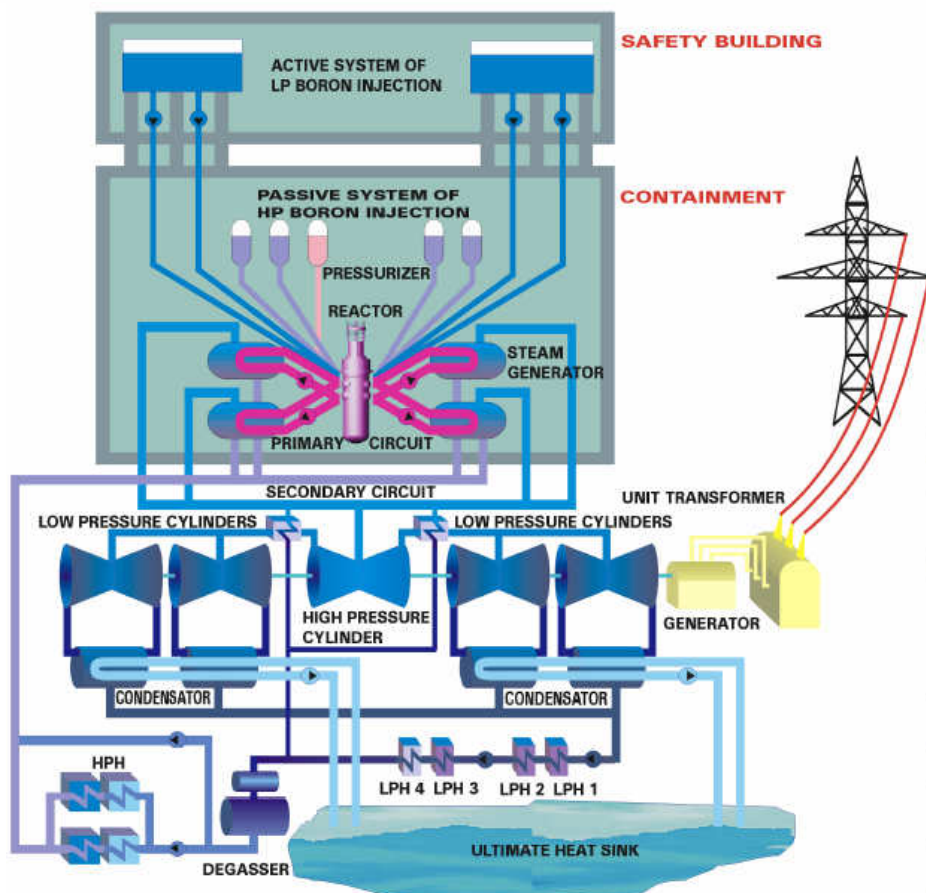 SAFETY BUILDING
ACTIVE SYSTEM OF
LP BORON INJECTION
CONTAINMENT
PASSIVE SYSTEM OF
HP BORON INJECTION
PRESSURIZER
REACTOR
STEAM
GENERATOR
PRIMARY CIRCUIT
SECONDARY CIRCUIT
UNIT TRANSFORMER
LOW PRESSURE CYLINDERS
LOW PRESSURE CYLINDERS
HIGH PRESSURE
CYLINDER
GENERATOR
CONDENSATOR
CONDENSATOR
HPH
LPH 4 LPH 3 LPH 2 LPH 1
DEGASSER
ULTIMATE HEAT SINK